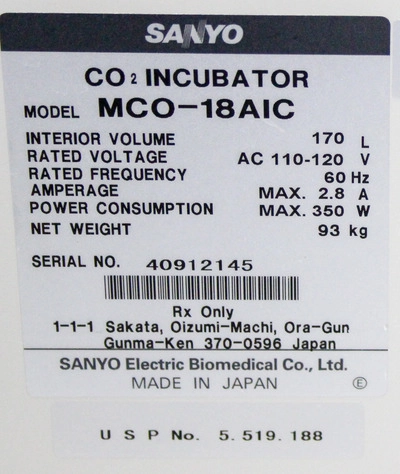 SANYO
CO2 INCUBATOR
MODEL MCO-18AIC
INTERIOR VOLUME 170 L
RATED VOLTAGE AC 110-120 V
RATED FREQUENCY 60 Hz
AMPERAGE MAX. 2.8 A
POWER CONSUMPTION MAX. 350 W
NET WEIGHT 93 kg
SERIAL NO. 40912145
Rx Only
1-1-1 Sakata, Oizumi-Machi, Ora-Gun
Gunma-Ken 370-0596 Japan
SANYO Electric Biomedical Co., Ltd.
MADE IN JAPAN Ⓔ
U S P No. 5.519.188